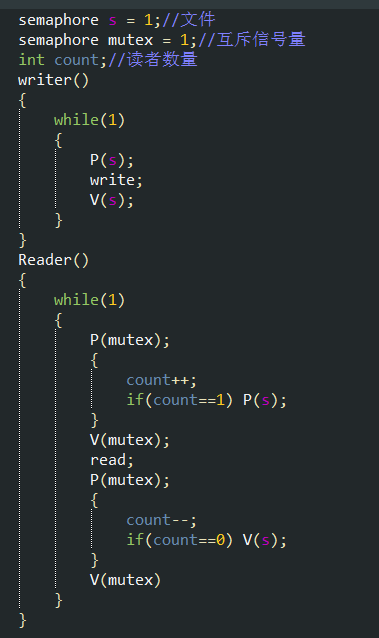 semaphore s = 1;//文件
semaphore mutex = 1;//互斥信号量
int count;//读者数量
writer()
{
    while(1)
    {
        P(s);
        write;
        V(s);
    }
}
Reader()
{
    while(1)
    {
        P(mutex);
        {
            count++;
            if(count==1) P(s);
        }
        V(mutex);
        read;
        P(mutex);
        {
            count--;
            if(count==0) V(s);
        }
        V(mutex)
    }
}